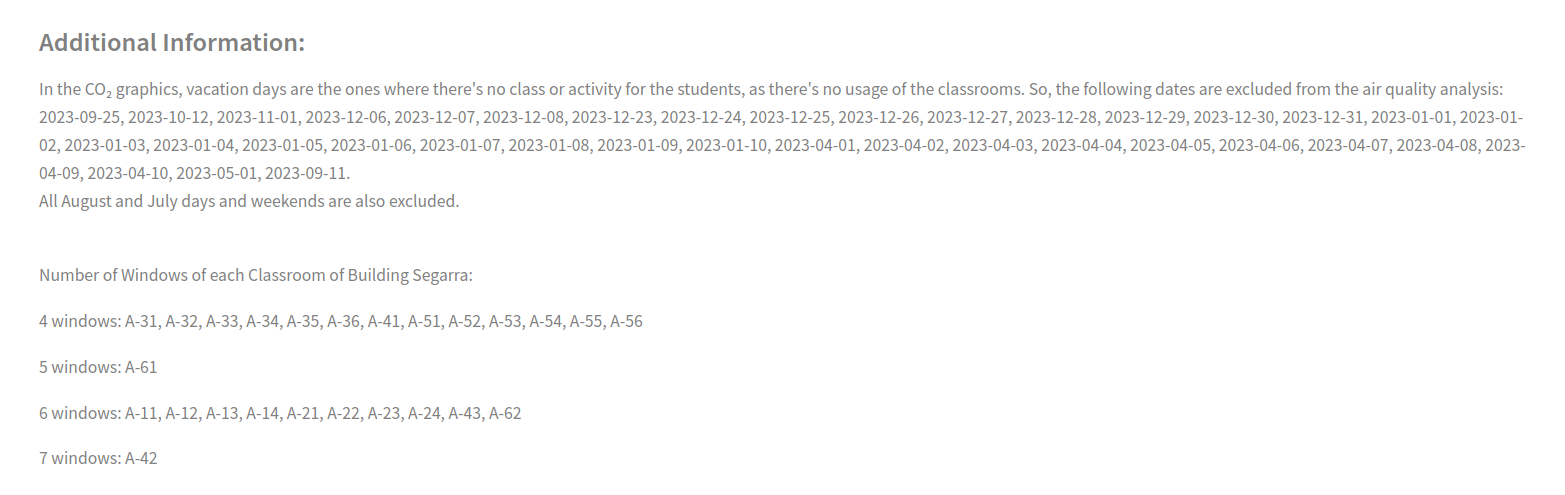 Additional Information:
In the CO₂ graphics, vacation days are the ones where there's no class or activity for the students, as there's no usage of the classrooms. So, the following dates are excluded from the air quality analysis:
2023-09-25, 2023-10-12, 2023-11-01, 2023-12-06, 2023-12-07, 2023-12-08, 2023-12-23, 2023-12-24, 2023-12-25, 2023-12-26, 2023-12-27, 2023-12-28, 2023-12-29, 2023-12-30, 2023-12-31, 2023-01-01, 2023-01-
02, 2023-01-03, 2023-01-04, 2023-01-05, 2023-01-06, 2023-01-07, 2023-01-08, 2023-01-09, 2023-01-10, 2023-04-01, 2023-04-02, 2023-04-03, 2023-04-04, 2023-04-05, 2023-04-06, 2023-04-07, 2023-04-08, 2023-
04-09, 2023-04-10, 2023-05-01, 2023-09-11.
All August and July days and weekends are also excluded.
Number of Windows of each Classroom of Building Segarra:
4 windows: A-31, A-32, A-33, A-34, A-35, A-36, A-41, A-51, A-52, A-53, A-54, A-55, A-56
5 windows: A-61
6 windows: A-11, A-12, A-13, A-14, A-21, A-22, A-23, A-24, A-43, A-62
7 windows: A-42